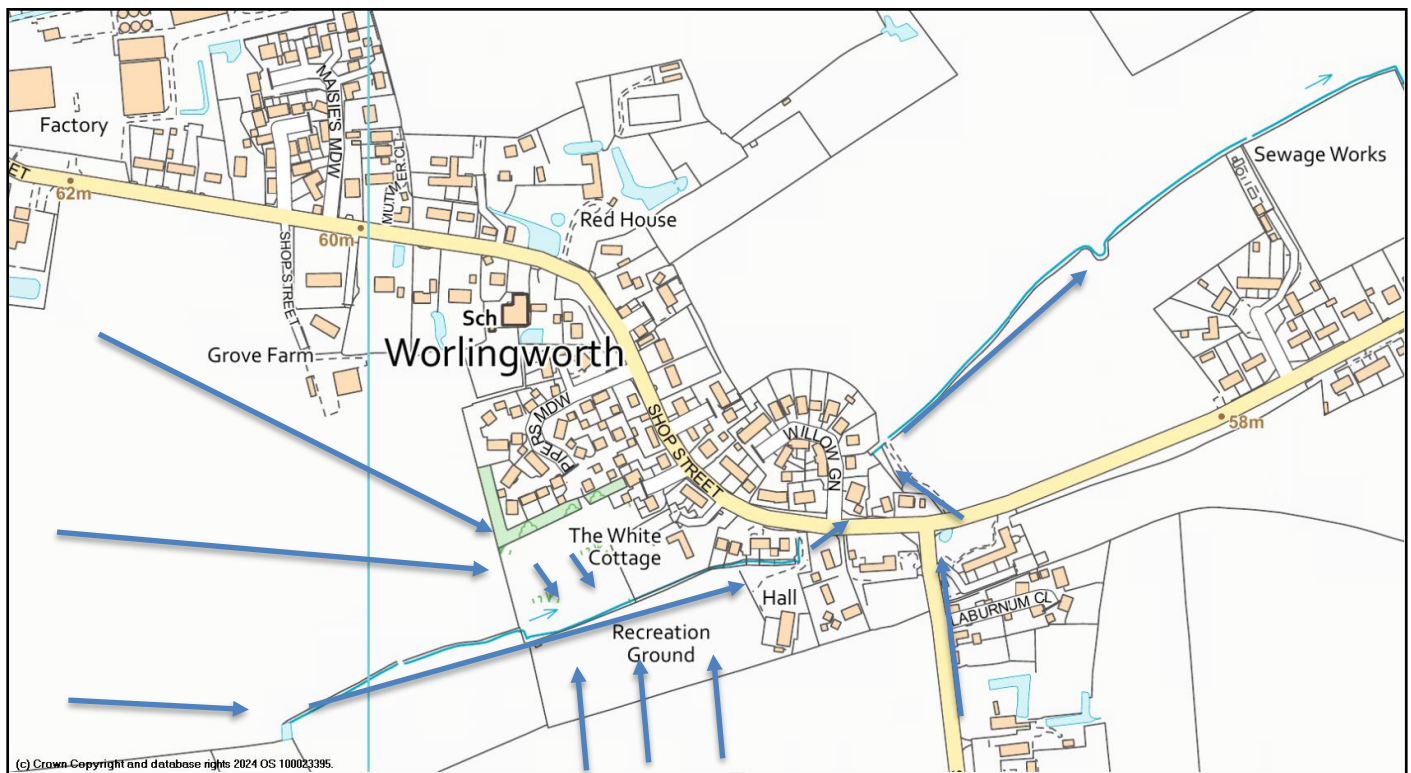 Factory
ET
62m
60m
MAISIE'S MDW
SHOP STREET
Red House
Sewage Works
Sch
Worlingworth
Grove Farm
PIPERS MDW
SHOP STREET
WILLOW GN
58m
The White
Cottage
Hall
LABURNUM CL
Recreation
Ground
(c) Crown Copyright and database rights 2024 OS 100023395.